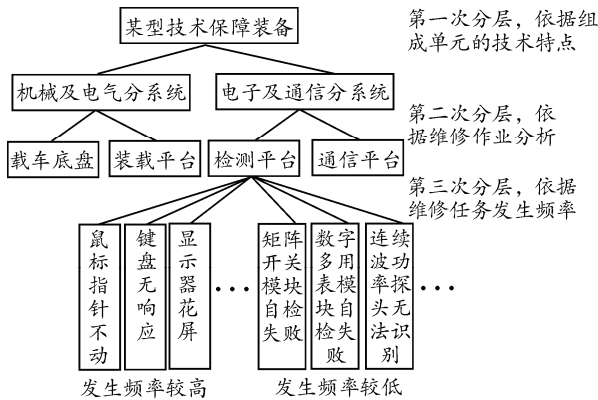 某型技术保障装备
第一次分层，依据组
成单元的技术特点
机械及电气分系统
电子及通信分系统
第二次分层，依
据维修作业分析
载车底盘
装载平台
检测平台
通信平台
第三次分层，依据
维修任务发生频率
鼠标指针不动
键盘无响应
显示器花屏
···
矩阵开关模块自检失败
数字多用表模块自检失败
连续波功率探头无法识别
···
发生频率较高
发生频率较低